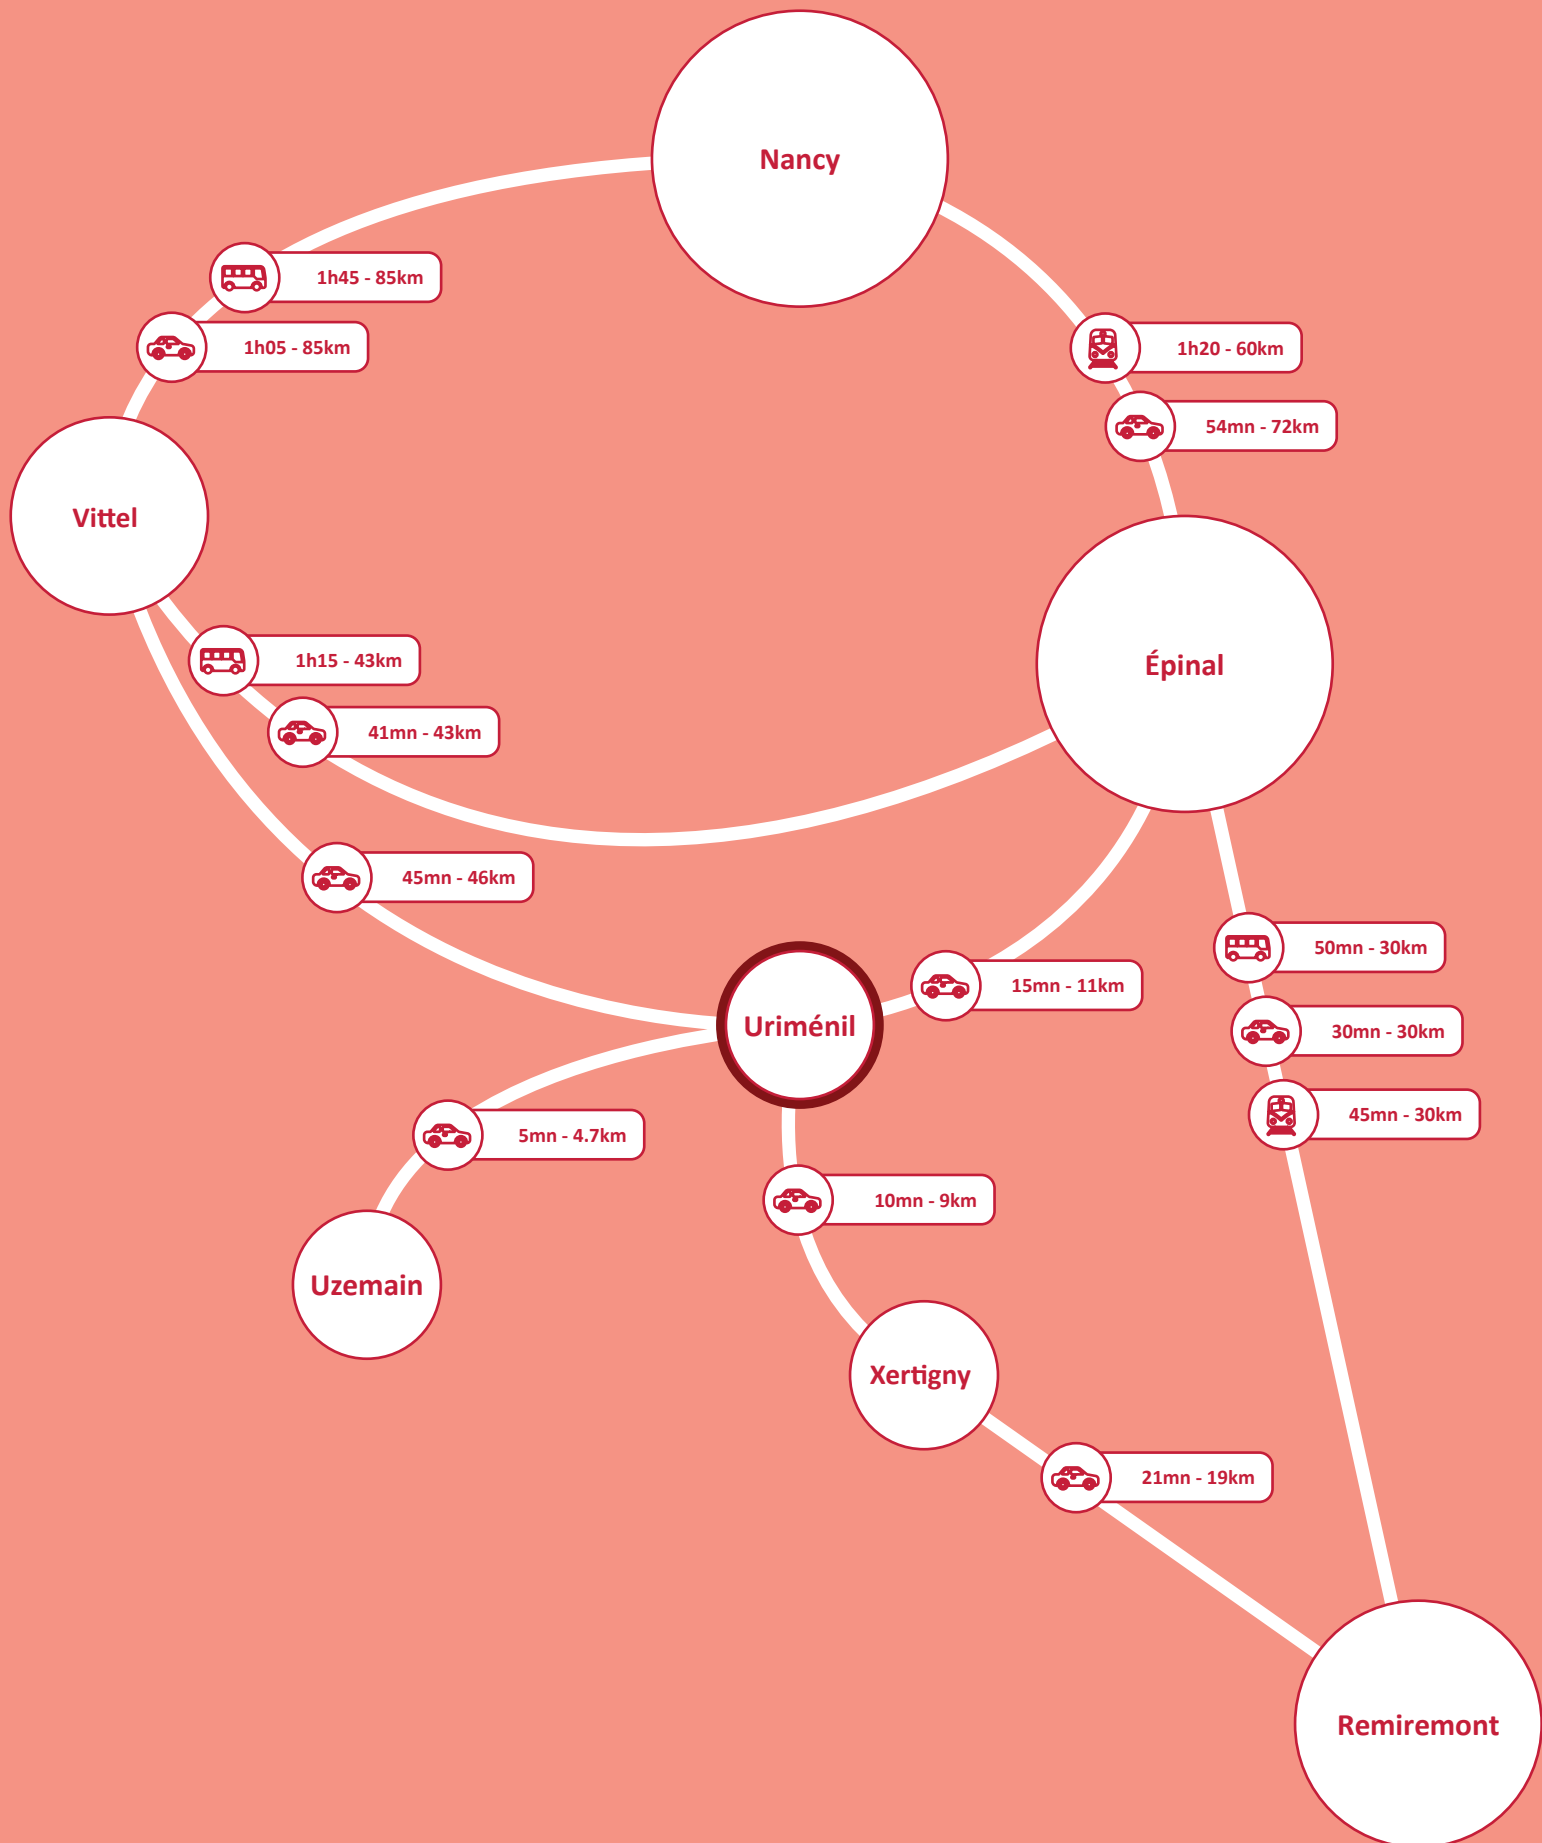 Nancy
1h45 - 85km
1h05 - 85km
1h20 - 60km
54mn - 72km
Vittel
Épinal
1h15 - 43km
41mn - 43km
45mn - 46km
50mn - 30km
15mn - 11km
Uriménil
30mn - 30km
45mn - 30km
5mn - 4.7km
10mn - 9km
Uzemain
Xertigny
21mn - 19km
Remiremont